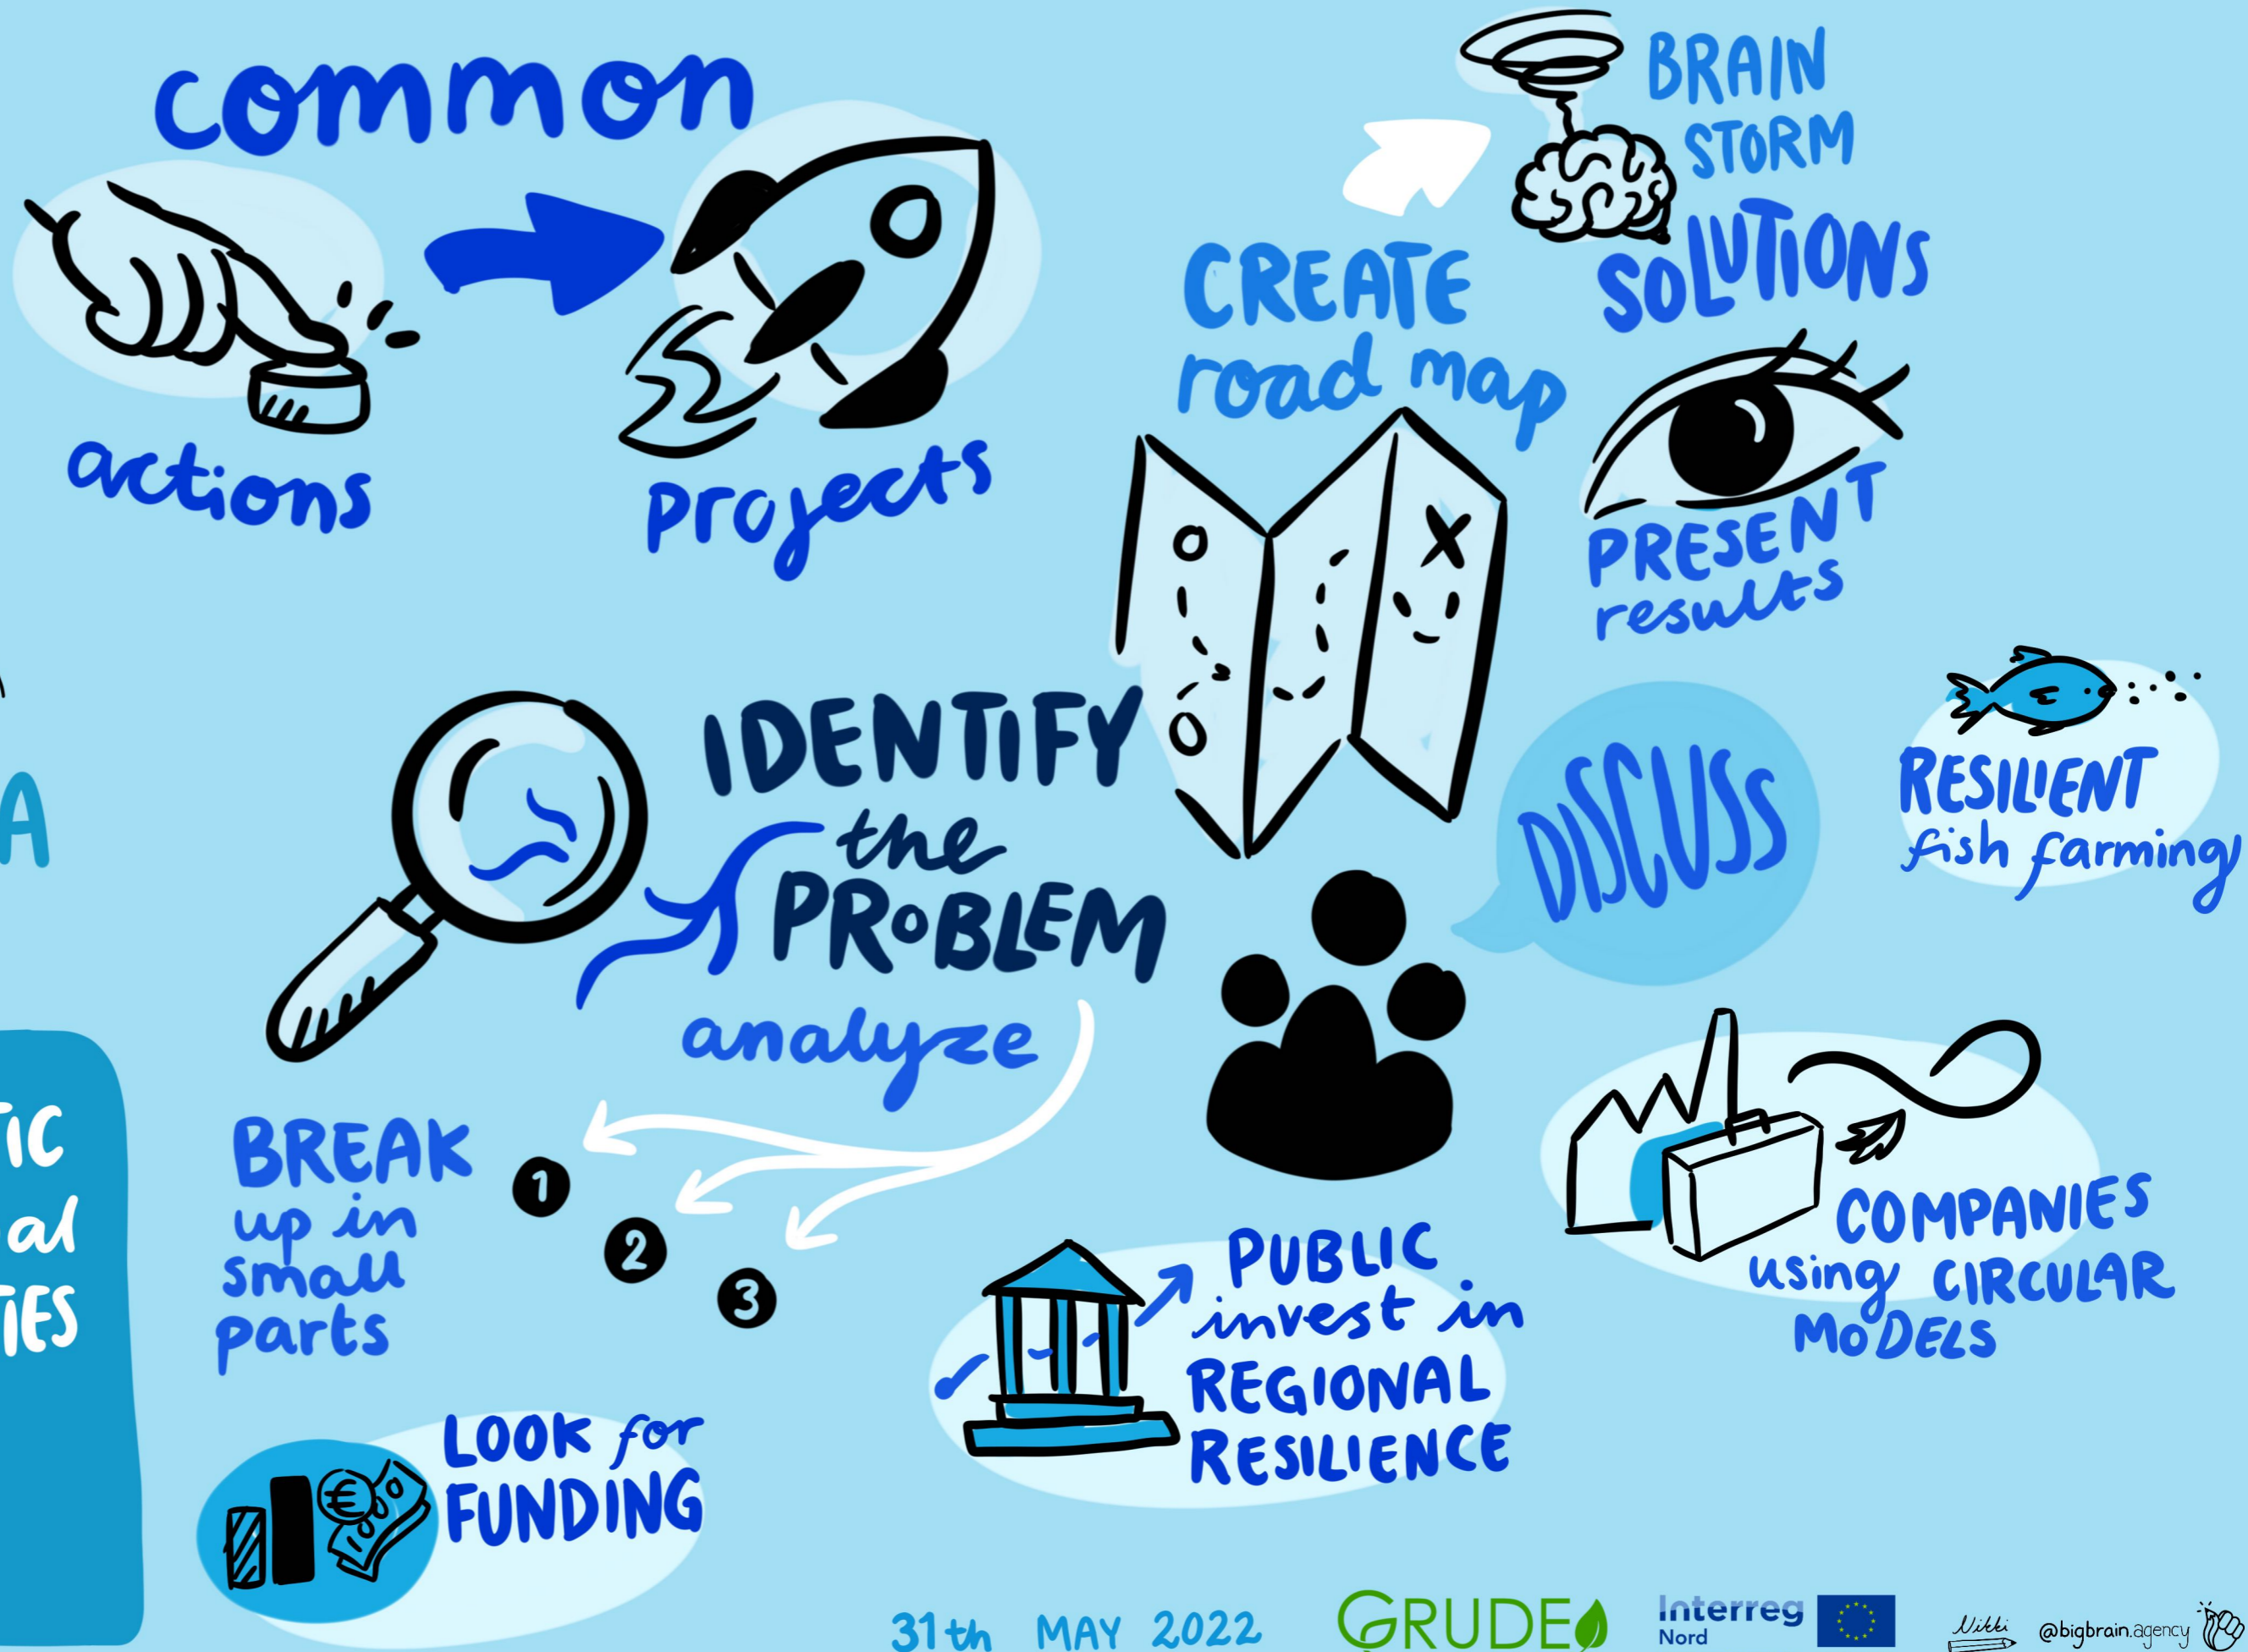 common
actions
projects
BRAIN
STORM
SOLUTIONS
CREATE
road map
PRESENT
results
IDENTIFY
the
PROBLEM
analyze
DISCUSS
RESILIENT
fish farming
A
TIC
al
TIES
BREAK
up in
small
parts
1
2
3
LOOK for
FUNDING
PUBLIC
invest in
REGIONAL
RESILIENCE
COMPANIES
using CIRCULAR
MODELS
31th MAY 2022
GRUDE
Interreg
Nord
Nikki
@bigbrain.agency